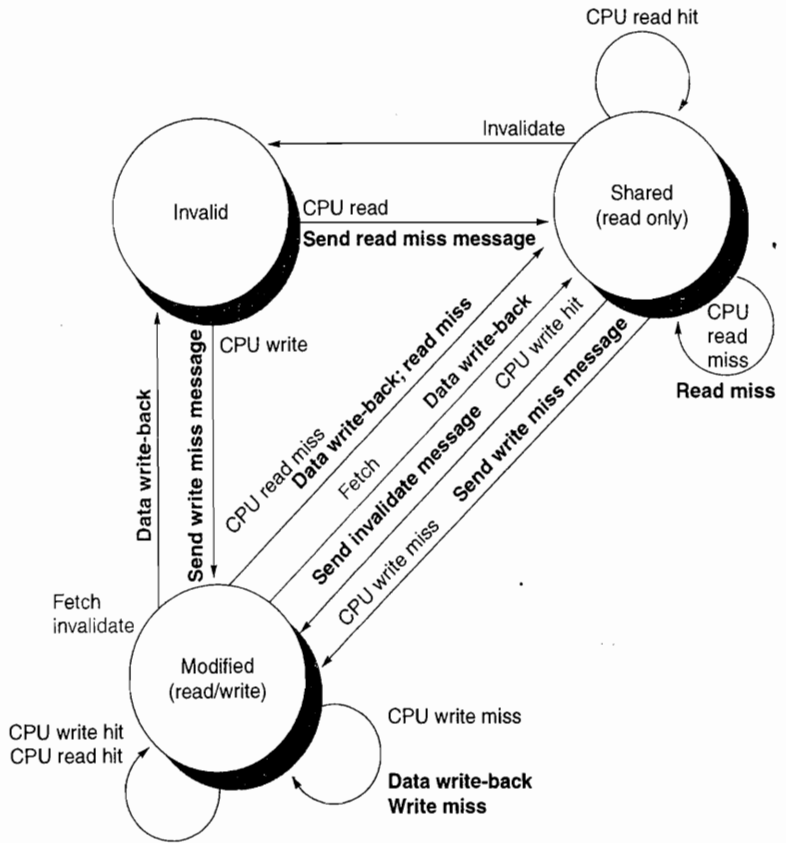 CPU read hit
Invalidate
Invalid
Shared
(read only)
CPU read
Send read miss message
CPU
read
miss
Read miss
CPU write
Data write-back
Send write miss message
CPU read miss
Data write-back; read miss
Fetch
Data write-back
CPU write hit
Send invalidate message
CPU write miss
Send write miss message
Fetch
invalidate
Modified
(read/write)
CPU write hit
CPU read hit
CPU write miss
Data write-back
Write miss